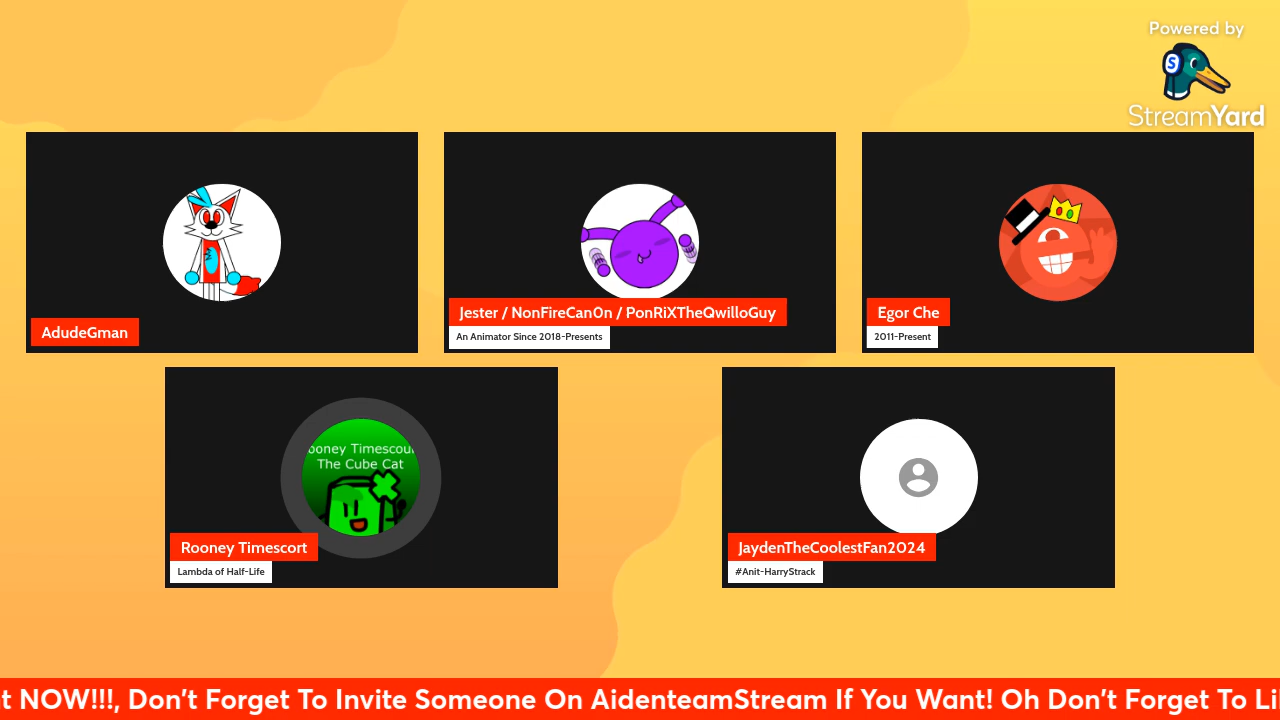 Powered by
StreamYard
AdudeGman
Jester / NonFireCan0n / PonRiXTheQwilloGuy
An Animator Since 2018-Presents
Egor Che
2011-Present
ooney Timescou
The Cube Cat
Rooney Timescort
Lambda of Half-Life
JaydenTheCoolestFan2024
#Anit-HarryStrack
t NOW!!!, Don't Forget To Invite Someone On AidenteamStream If You Want! Oh Don't Forget To Li